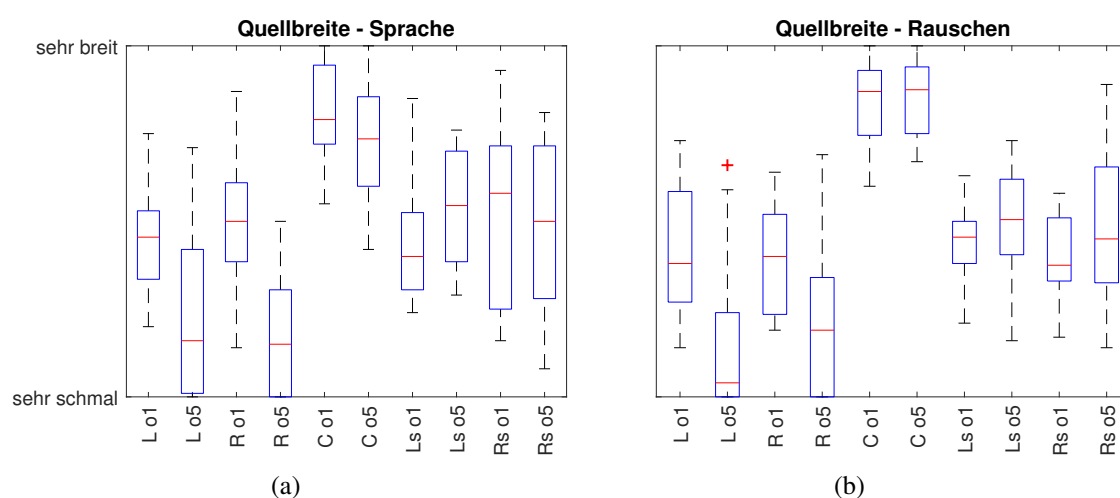 Quellbreite - Sprache
sehr breit
sehr schmal
L o1
L o5
R o1
R o5
C o1
C o5
Ls o1
Ls o5
Rs o1
Rs o5
(a)
Quellbreite - Rauschen
L o1
L o5
R o1
R o5
C o1
C o5
Ls o1
Ls o5
Rs o1
Rs o5
(b)